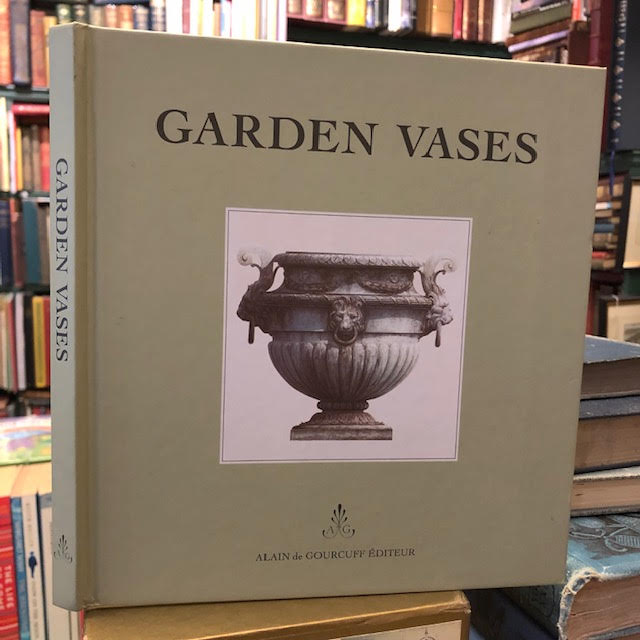 GARDEN VASES
GARDEN VASES
ALAIN de GOURCUFF ÉDITEUR